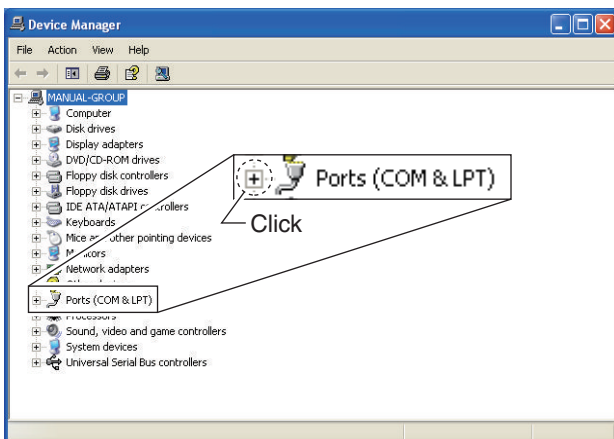 Device Manager
File Action View Help
MANUAL-GROUP
Computer
Disk drives
Display adapters
DVD/CD-ROM drives
Floppy disk controllers
Floppy disk drives
IDE ATA/ATAPI
Keyboards
Mice other pointing devices
Network adapters
Ports (COM & LPT)
Processors
Sound, video and game controllers
System devices
Universal Serial Bus controllers
Ports (COM & LPT)
Click